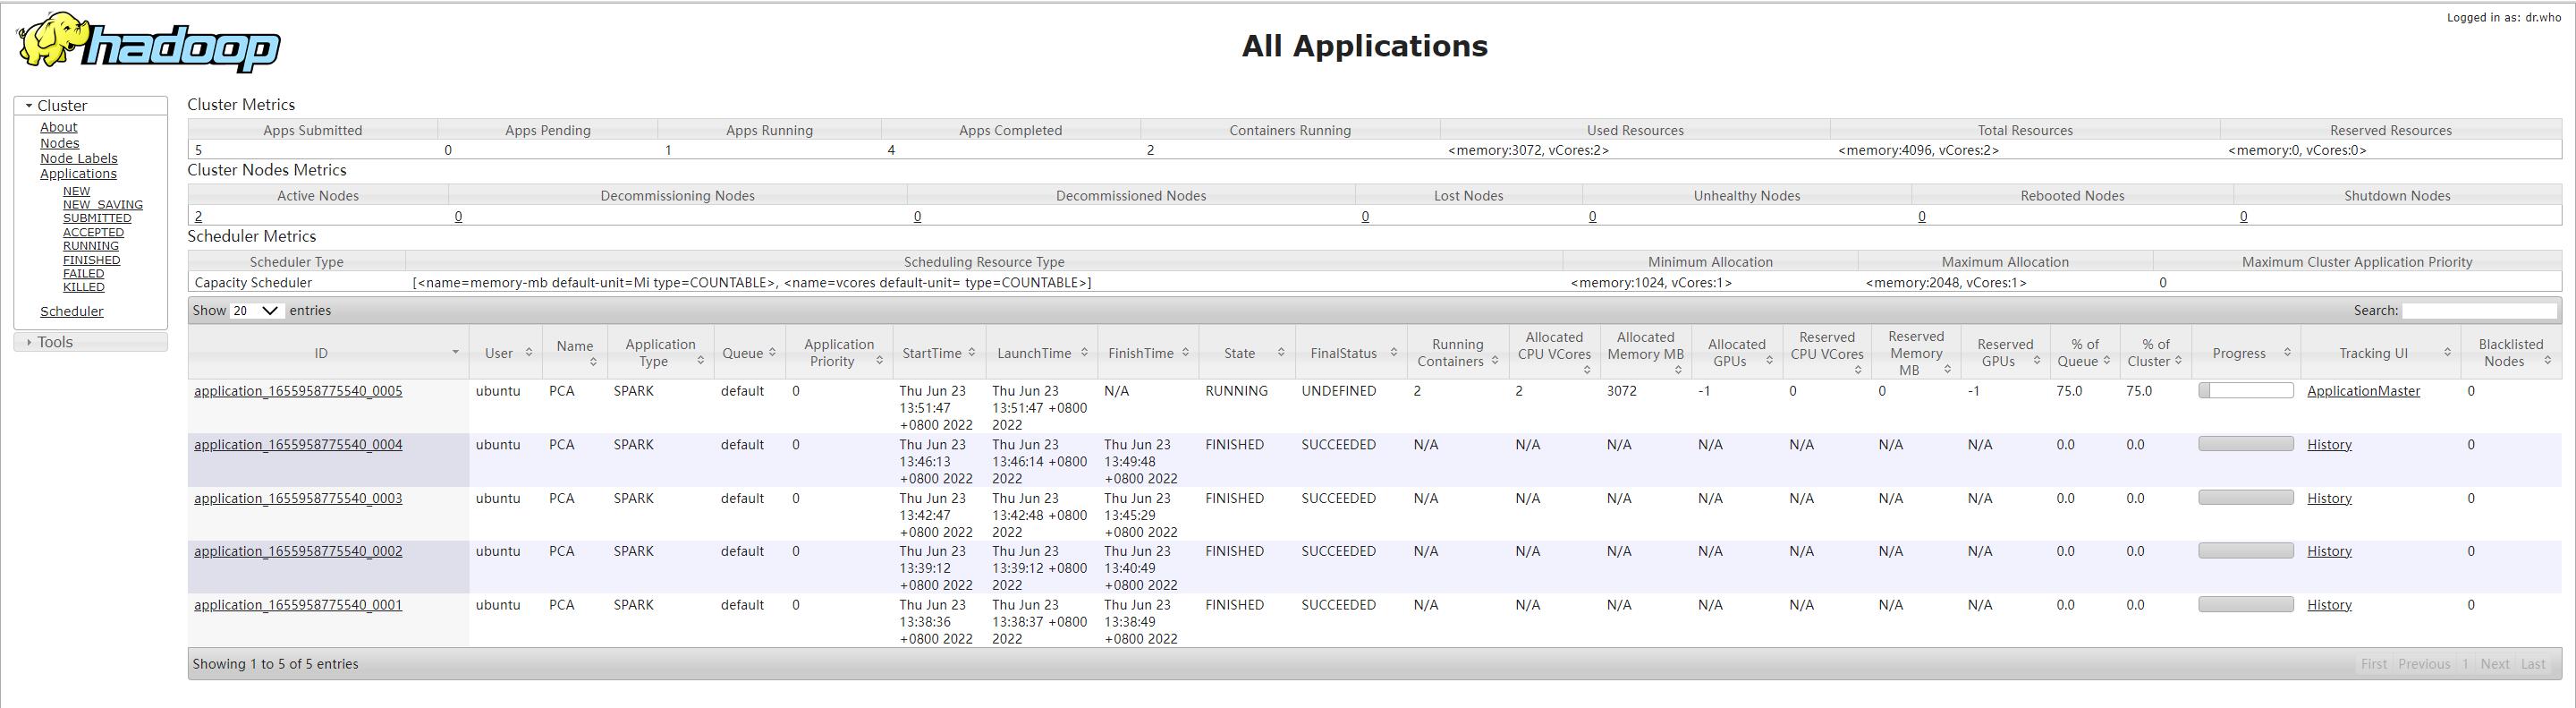 Logged in as: dr.who
hadoop
All Applications
Cluster
About
Nodes
Node Labels
Applications
NEW
NEW_SAVING
SUBMITTED
ACCEPTED
RUNNING
FINISHED
FAILED
KILLED
Scheduler
Tools
Cluster Metrics
Apps Submitted Apps Pending Apps Running Apps Completed Containers Running Used Resources Total Resources Reserved Resources
5 0 1 4 2 <memory:3072, vCores:2> <memory:4096, vCores:2> <memory:0, vCores:0>
Cluster Nodes Metrics
Active Nodes Decommissioning Nodes Decommissioned Nodes Lost Nodes Unhealthy Nodes Rebooted Nodes Shutdown Nodes
2 0 0 0 0 0 0
Scheduler Metrics
Scheduler Type Scheduling Resource Type Minimum Allocation Maximum Allocation Maximum Cluster Application Priority
Capacity Scheduler [<name=memory-mb default-unit=Mi type=COUNTABLE>, <name=vcores default-unit= type=COUNTABLE>] <memory:1024, vCores:1> <memory:2048, vCores:1> 0
Show 20 entries Search:
ID User Name Application Type Queue Application Priority StartTime LaunchTime FinishTime State FinalStatus Running Containers Allocated CPU VCores Allocated Memory MB Allocated GPUs Reserved CPU VCores Reserved Memory MB Reserved GPUs % of Queue % of Cluster Progress Tracking UI Blacklisted Nodes
application_1655958775540_0005 ubuntu PCA SPARK default 0 Thu Jun 23 Thu Jun 23 N/A RUNNING UNDEFINED 2 2 3072 -1 0 0 -1 75.0 75.0 ApplicationMaster 0
13:51:47 13:51:47 +0800
+0800 2022 2022
application_1655958775540_0004 ubuntu PCA SPARK default 0 Thu Jun 23 Thu Jun 23 Thu Jun 23 FINISHED SUCCEEDED N/A N/A N/A N/A N/A N/A N/A 0.0 0.0 History 0
13:46:13 13:46:14 +0800 13:49:48
+0800 2022 2022 +0800 2022
application_1655958775540_0003 ubuntu PCA SPARK default 0 Thu Jun 23 Thu Jun 23 Thu Jun 23 FINISHED SUCCEEDED N/A N/A N/A N/A N/A N/A N/A 0.0 0.0 History 0
13:42:47 13:42:48 +0800 13:45:29
+0800 2022 2022 +0800 2022
application_1655958775540_0002 ubuntu PCA SPARK default 0 Thu Jun 23 Thu Jun 23 Thu Jun 23 FINISHED SUCCEEDED N/A N/A N/A N/A N/A N/A N/A 0.0 0.0 History 0
13:39:12 13:39:12 +0800 13:40:49
+0800 2022 2022 +0800 2022
application_1655958775540_0001 ubuntu PCA SPARK default 0 Thu Jun 23 Thu Jun 23 Thu Jun 23 FINISHED SUCCEEDED N/A N/A N/A N/A N/A N/A N/A 0.0 0.0 History 0
13:38:36 13:38:37 +0800 13:38:49
+0800 2022 2022 +0800 2022
Showing 1 to 5 of 5 entries First Previous 1 Next Last